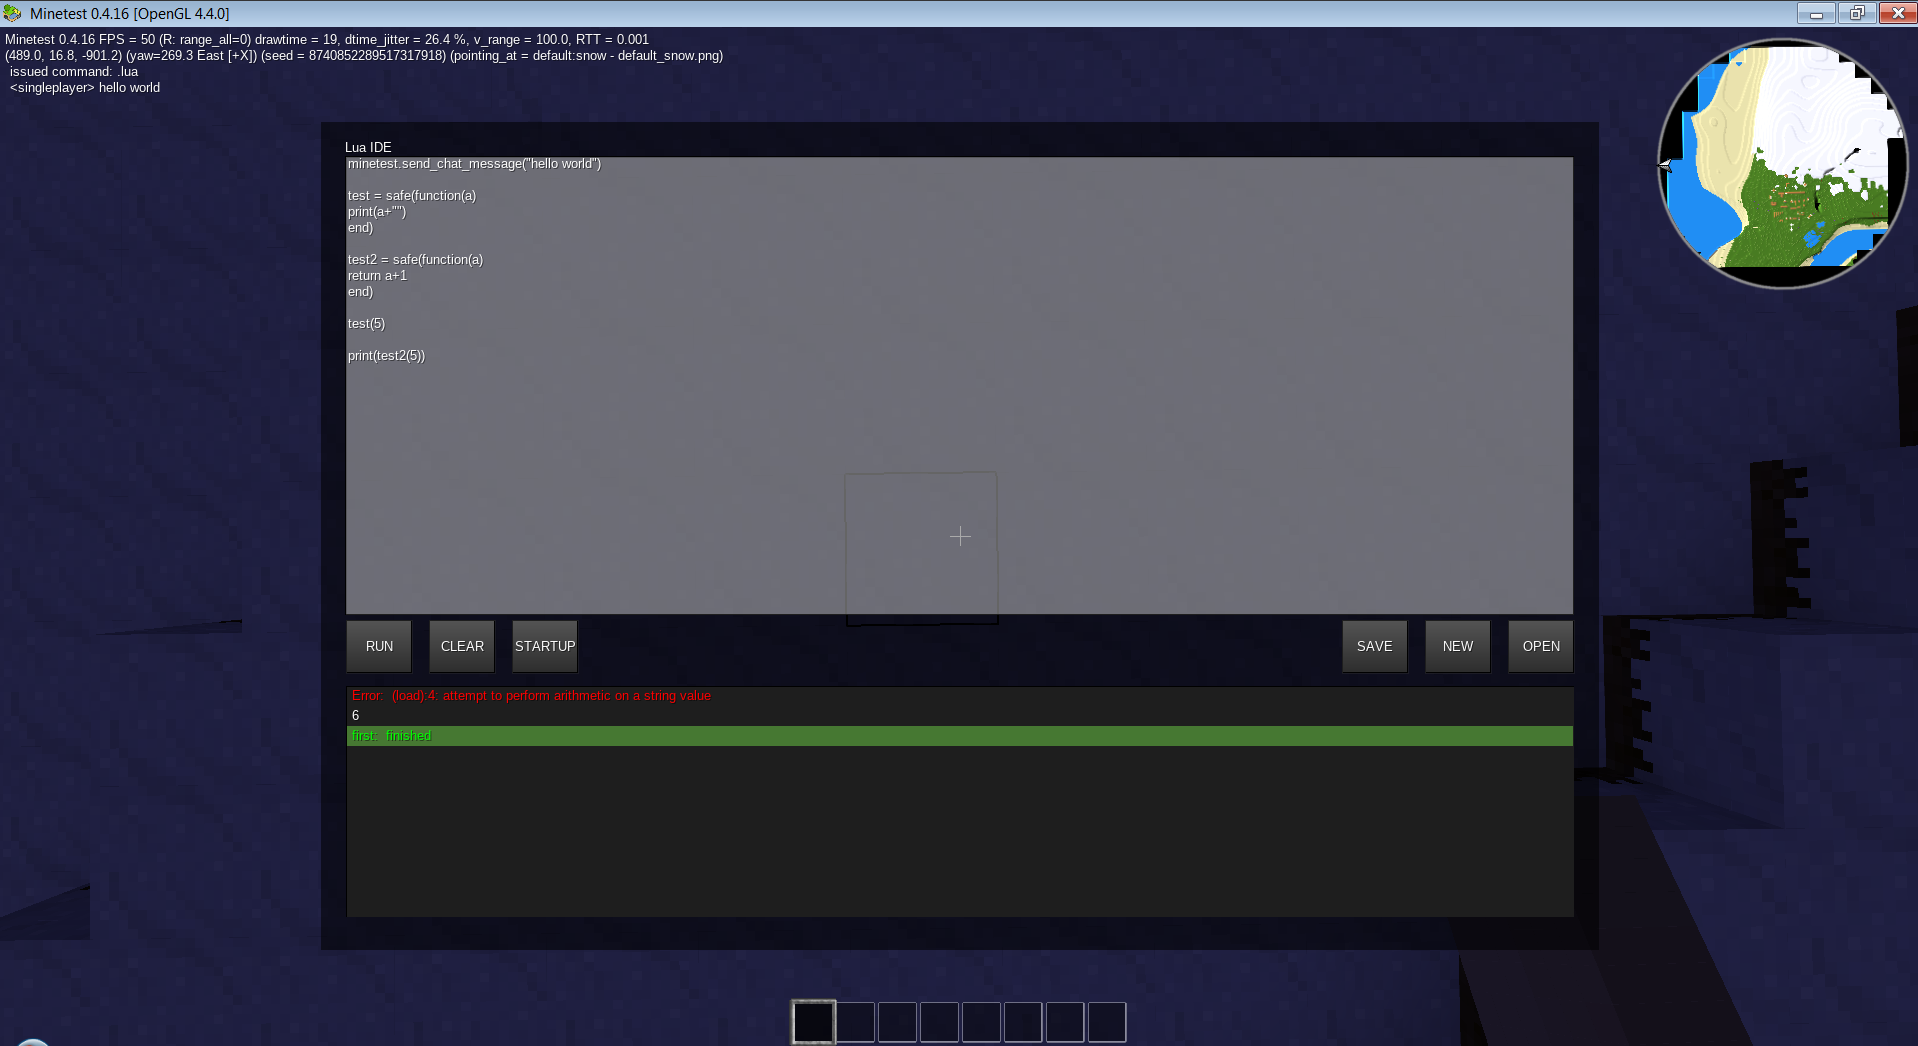 Minetest 0.4.16 [OpenGL 4.4.0]
Minetest 0.4.16 FPS = 50 (R: range_all=0) drawtime = 19, dtime_jitter = 26.4 %, v_range = 100.0, RTT = 0.001
(489.0, 16.8, -901.2) (yaw=269.3 East [+X]) (seed = 8740852289517317918) (pointing_at = default:snow - default_snow.png)
issued command: .lua
<singleplayer> hello world
Lua IDE
minetest.send_chat_message("hello world")
test = safe(function(a)
print(a+"")
end)
test2 = safe(function(a)
return a+1
end)
test(5)
print(test2(5))
RUN CLEAR STARTUP SAVE NEW OPEN
Error:  (load):4: attempt to perform arithmetic on a string value
6
first:  finished